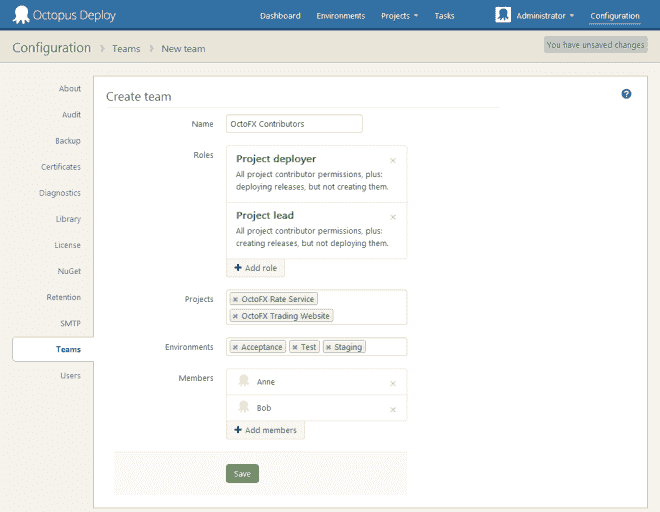 Octopus Deploy
Dashboard Environments Projects Tasks Administrator Configuration
Configuration Teams New team
You have unsaved changes
About
Audit
Backup
Certificates
Diagnostics
Library
License
NuGet
Retention
SMTP
Teams
Users
Create team
Name
OctoFX Contributors
Roles
Project deployer
All project contributor permissions, plus:
deploying releases, but not creating them.
Project lead
All project contributor permissions, plus:
creating releases, but not deploying them.
Add role
Projects
OctoFX Rate Service
OctoFX Trading Website
Environments
Acceptance Test Staging
Members
Anne
Bob
Add members
Save